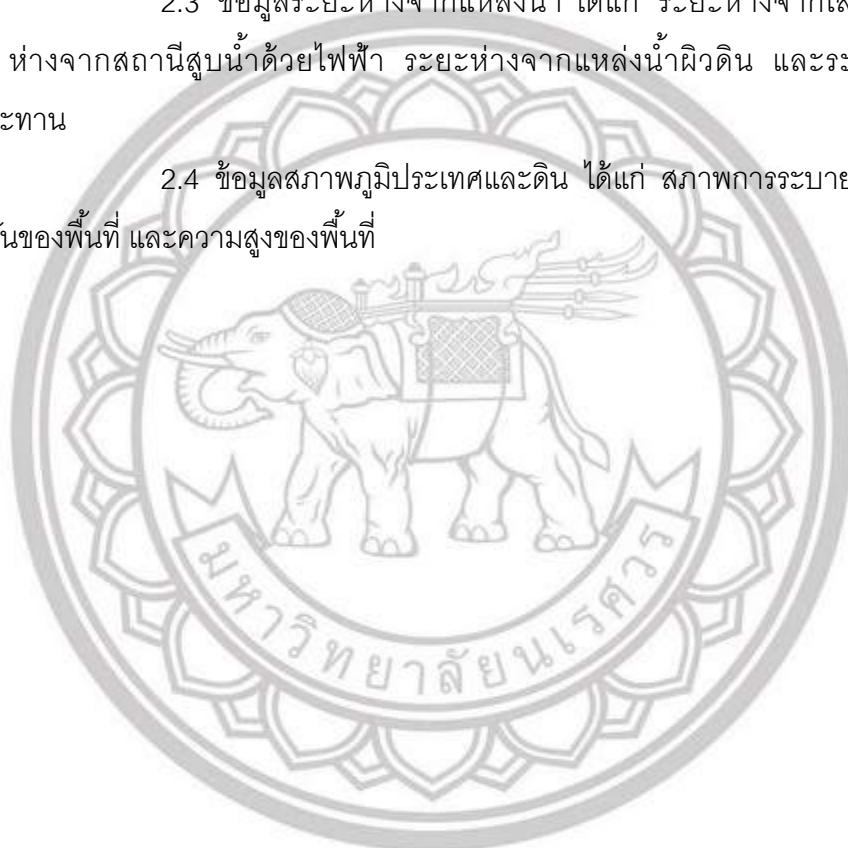 2.3 ข้อมูลระยะห่างจากแหล่งน้ำ ได้แก่ ระยะห่างจาก
ห่างจากสถานีสูบน้ำด้วยไฟฟ้า ระยะห่างจากแหล่งน้ำผิวดิน และระ
ะทาน
2.4 ข้อมูลสภาพภูมิประเทศและดิน ได้แก่ สภาพการระบาย
ันของพื้นที่ และความสูงของพื้นที่
มหาวิทยาลัยนเรศวร